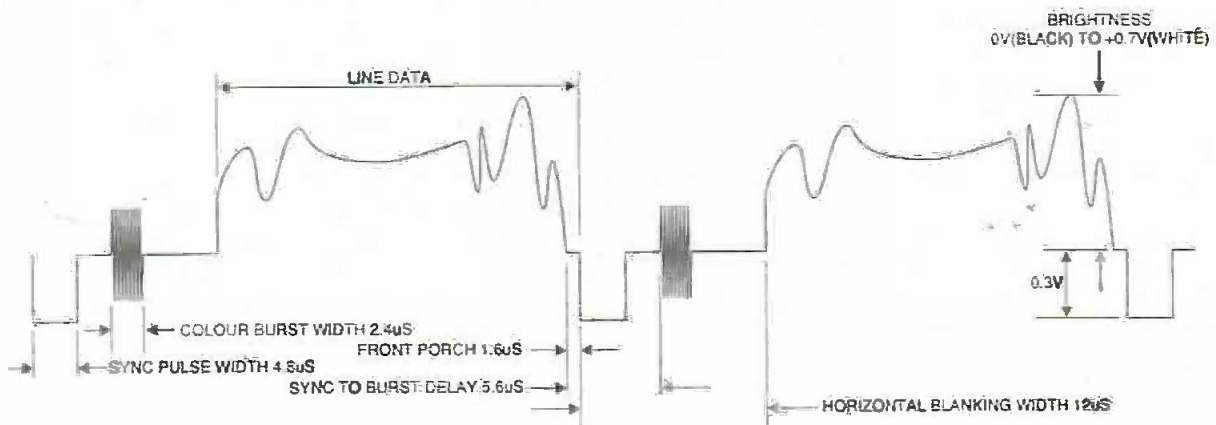 BRIGHTNESS
0V(BLACK) TO +0.7V(WHITE)
LINE DATA
0.3V
COLOUR BURST WIDTH 2.4uS
FRONT PORCH 1.6uS
SYNC PULSE WIDTH 4.8uS
SYNC TO BURST DELAY 5.6uS
HORIZONTAL BLANKING WIDTH 12uS